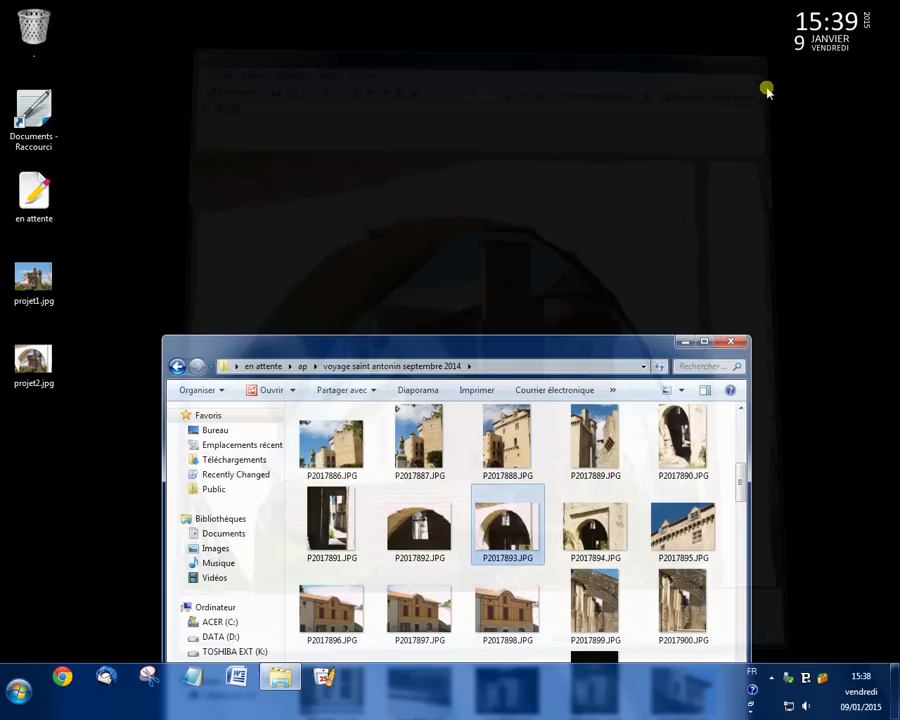 .
Documents -
Raccourci
en attente
projet1.jpg
projet2.jpg
15:39
2015
9 JANVIER
VENDREDI
en attente ▸ ap ▸ voyage saint antonin septembre 2014 ▸
Rechercher ...
Organiser ▾ Ouvrir ▾ Partager avec ▾ Diaporama Imprimer Courrier électronique »
Favoris
Bureau
Emplacements récent
Téléchargements
Recently Changed
Public
Bibliothèques
Documents
Images
Musique
Vidéos
Ordinateur
ACER (C:)
DATA (D:)
TOSHIBA EXT (K:)
P2017886.JPG P2017887.JPG P2017888.JPG P2017889.JPG P2017890.JPG
P2017891.JPG P2017892.JPG P2017893.JPG P2017894.JPG P2017895.JPG
P2017896.JPG P2017897.JPG P2017898.JPG P2017899.JPG P2017900.JPG
FR
15:38
vendredi
09/01/2015